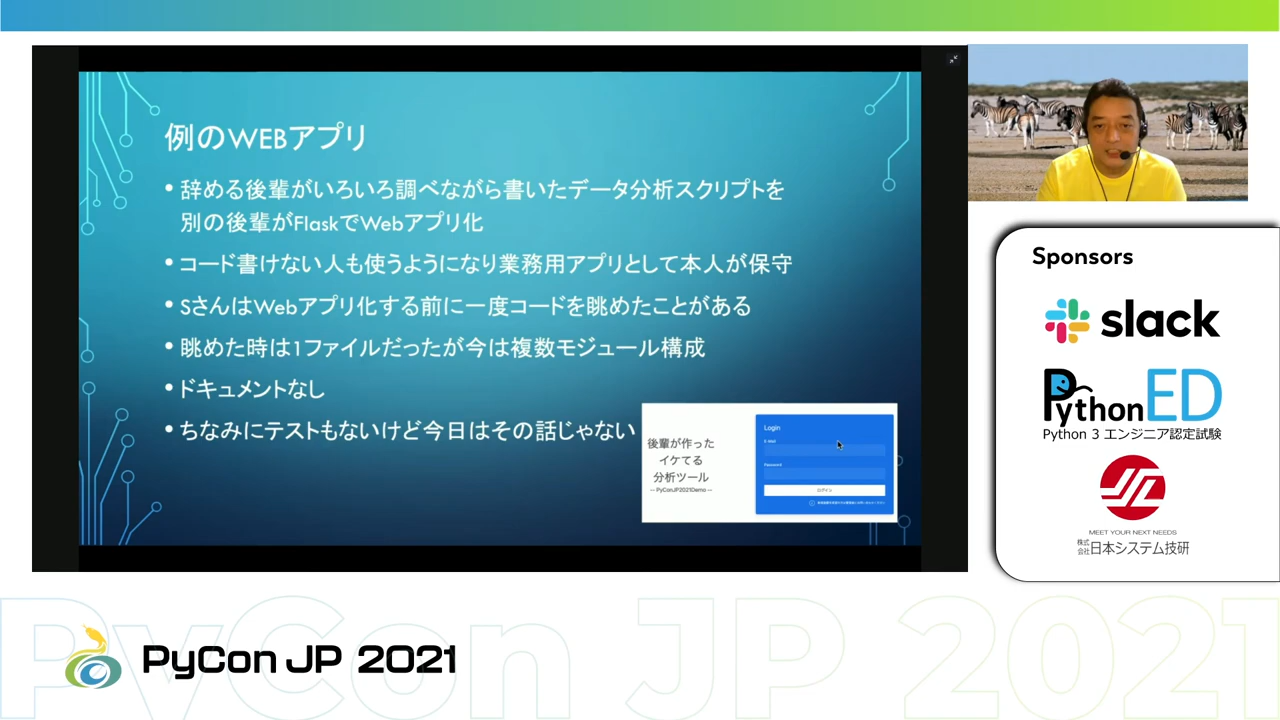 例のWEBアプリ
• 辞める後輩がいろいろ調べながら書いたデータ分析スクリプトを
別の後輩がFlaskでWebアプリ化
• コード書けない人も使うようになり業務用アプリとして本人が保守
• SさんはWebアプリ化する前に一度コードを眺めたことがある
• 眺めた時は1ファイルだったが今は複数モジュール構成
• ドキュメントなし
• ちなみにテストもないけど今日はその話じゃない
後輩が作った
イケてる
分析ツール
-- PyConJP2021Demo --
Login
E-Mail
Password
ログイン
Sponsors
slack
PythonED
Python 3 エンジニア認定試験
MEET YOUR NEXT NEEDS
株式会社日本システム技研
PyCon JP 2021
PyCon JP 2021